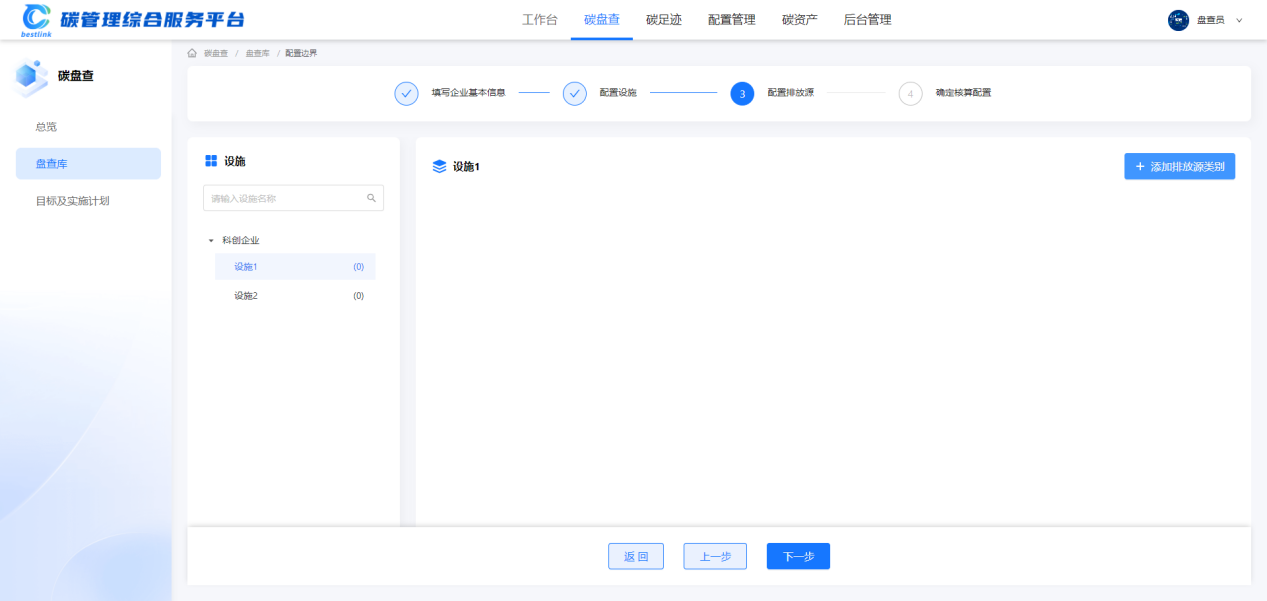 bestlink
碳管理综合服务平台
工作台 碳盘查 碳足迹 配置管理 碳资产 后台管理
盘查员
碳盘查
总览
盘查库
目标及实施计划
碳盘查 / 盘查库 / 配置边界
填写企业基本信息 配置设施 3 配置排放源 4 确定核算配置
设施
请输入设施名称
科创企业
设施1 (0)
设施2 (0)
设施1
+ 添加排放源类别
返回 上一步 下一步